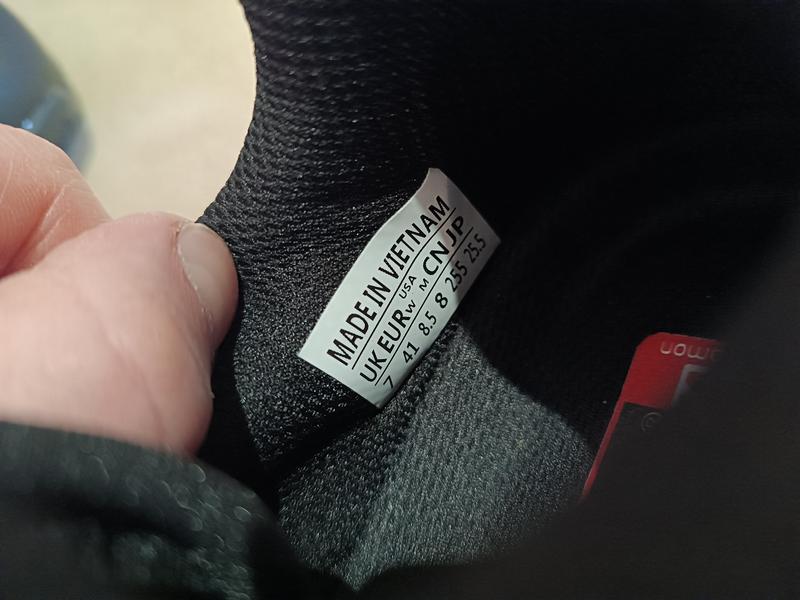 MADE IN VIETNAM
UK EUR USA W M CN JP
7 41 8.5 8 255 25.5